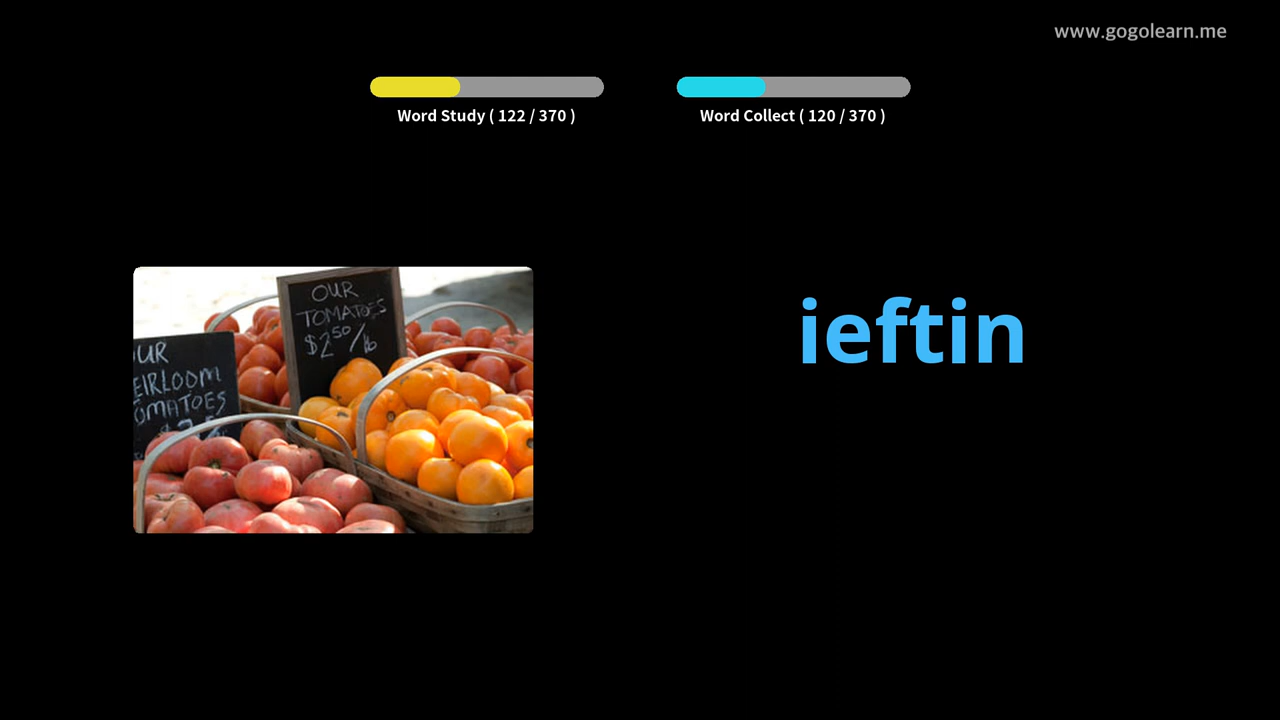 www.gogolearn.me
Word Study ( 122 / 370 )
Word Collect ( 120 / 370 )
OUR
TOMATOES
$2.50/lb
UR
EIRLOOM
OMATOES
ieftin